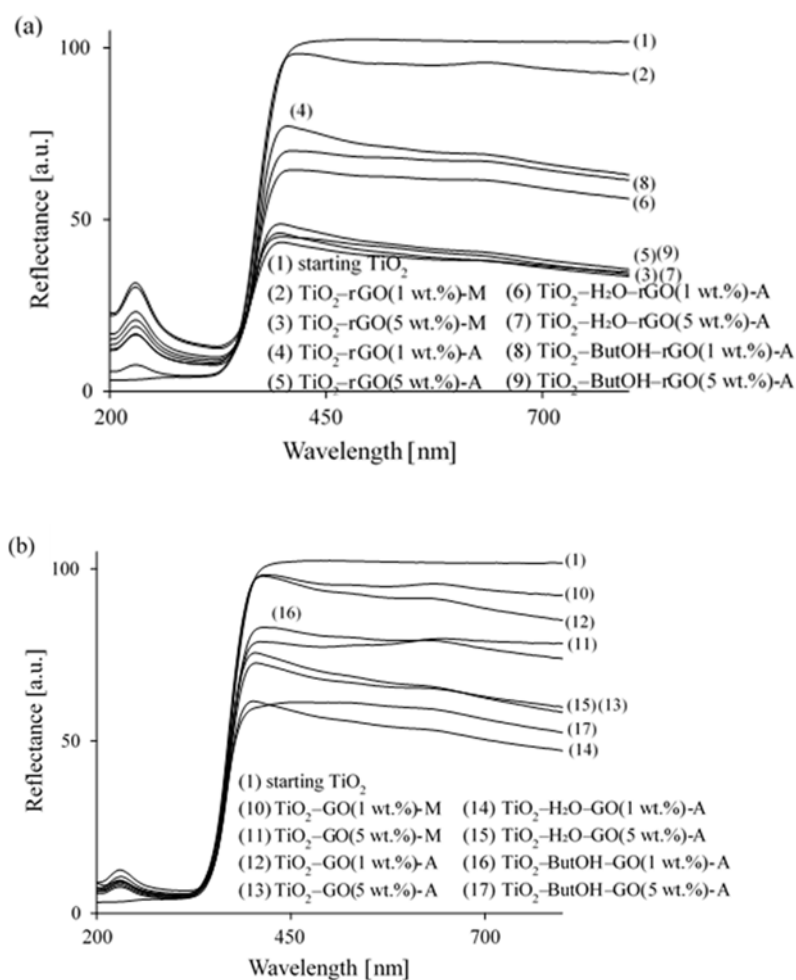 (a)
100
(1)
(2)
(4)
(8)
(6)
50
(5)(9)
(3)(7)
Reflectance [a.u.]
(1) starting TiO₂
(2) TiO₂–rGO(1 wt.%)-M
(3) TiO₂–rGO(5 wt.%)-M
(4) TiO₂–rGO(1 wt.%)-A
(5) TiO₂–rGO(5 wt.%)-A
(6) TiO₂–H₂O–rGO(1 wt.%)-A
(7) TiO₂–H₂O–rGO(5 wt.%)-A
(8) TiO₂–ButOH–rGO(1 wt.%)-A
(9) TiO₂–ButOH–rGO(5 wt.%)-A
0
200 450 700
Wavelength [nm]
(b)
100
(1)
(10)
(12)
(16)
(11)
(15)(13)
(17)
50
(14)
Reflectance [a.u.]
(1) starting TiO₂
(10) TiO₂–GO(1 wt.%)-M
(11) TiO₂–GO(5 wt.%)-M
(12) TiO₂–GO(1 wt.%)-A
(13) TiO₂–GO(5 wt.%)-A
(14) TiO₂–H₂O–GO(1 wt.%)-A
(15) TiO₂–H₂O–GO(5 wt.%)-A
(16) TiO₂–ButOH–GO(1 wt.%)-A
(17) TiO₂–ButOH–GO(5 wt.%)-A
0
200 450 700
Wavelength [nm]